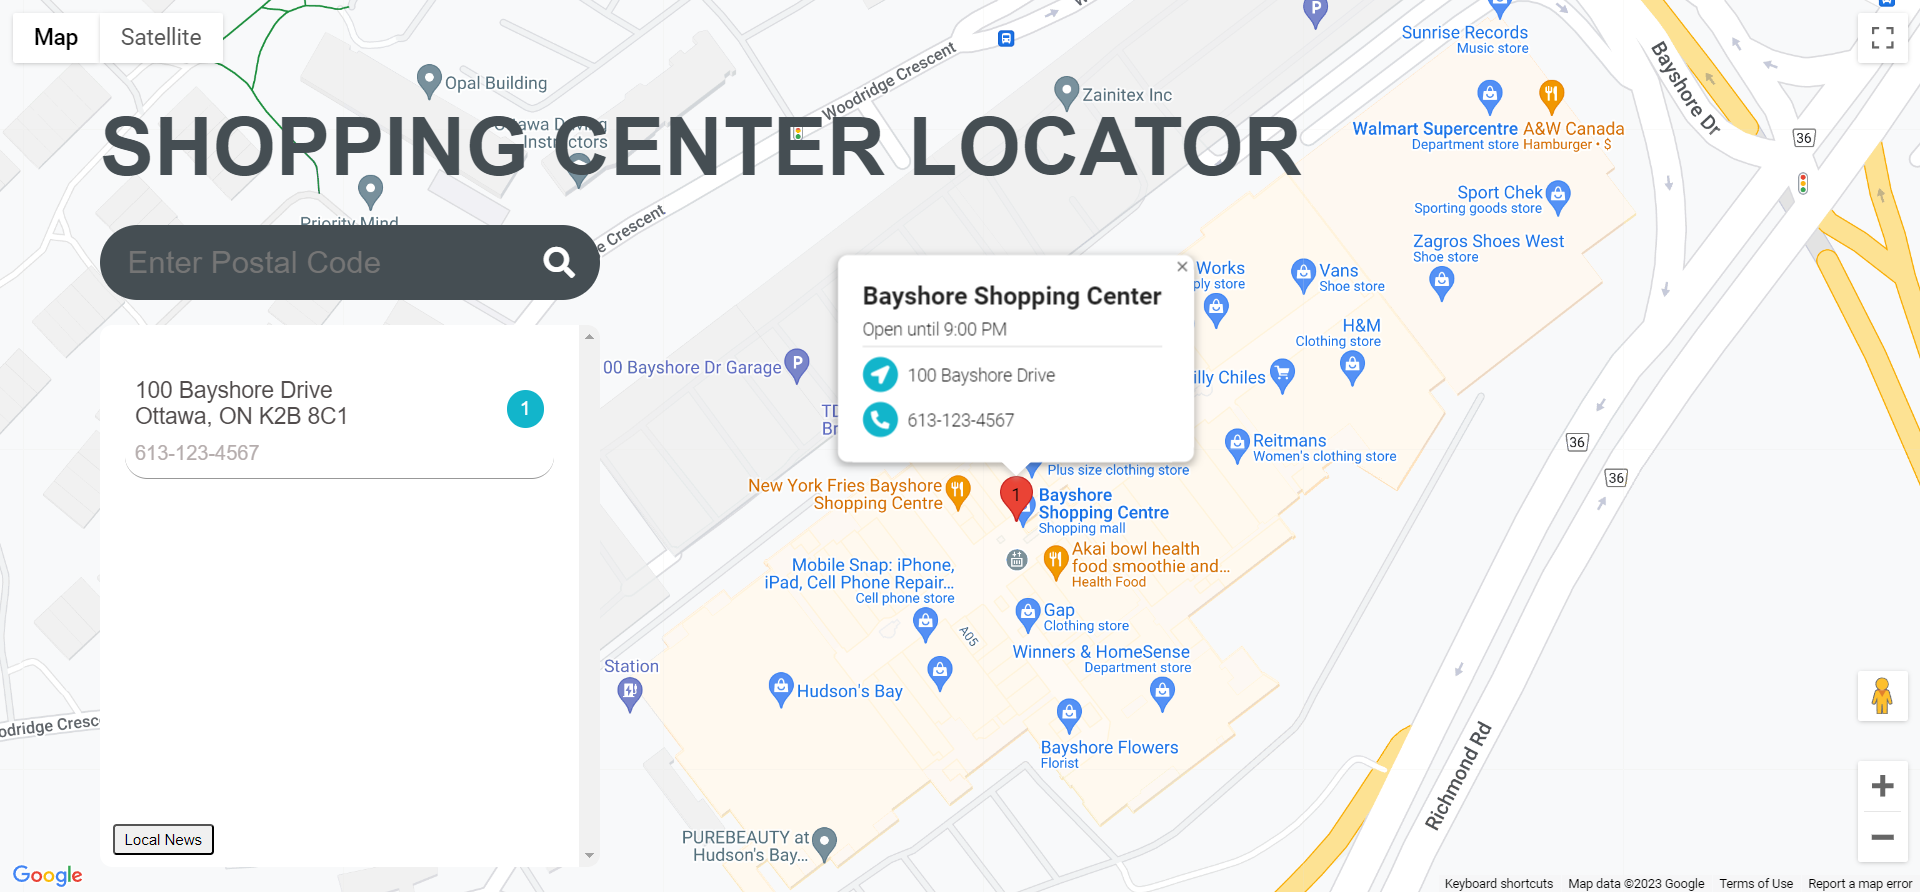 Map
Satellite
Opal Building
Woodridge Crescent
P
Zainitex Inc
Sunrise Records
Music store
Bayshore Dr
36
Walmart Supercentre
Department store
A&W Canada
Hamburger • $
Instructors
SHOPPING CENTER LOCATOR
Priority Mind
Crescent
Sport Chek
Sporting goods store
Zagros Shoes West
Shoe store
Enter Postal Code
Works
Vans
Shoe store
H&M
Clothing store
Bayshore Shopping Center
Open until 9:00 PM
100 Bayshore Drive
613-123-4567
00 Bayshore Dr Garage
P
illy Chiles
100 Bayshore Drive
Ottawa, ON K2B 8C1
613-123-4567
1
Reitmans
Women's clothing store
36
36
Plus size clothing store
New York Fries Bayshore
Shopping Centre
1
Bayshore
Shopping Centre
Shopping mall
Akai bowl health
food smoothie and...
Health Food
Mobile Snap: iPhone,
iPad, Cell Phone Repair...
Cell phone store
Gap
Clothing store
A05
Winners & HomeSense
Department store
Station
Hudson's Bay
odridge Cresc
Bayshore Flowers
Florist
Richmond Rd
PUREBEAUTY at
Hudson's Bay...
Local News
Google
Keyboard shortcuts
Map data ©2023 Google
Terms of Use
Report a map error